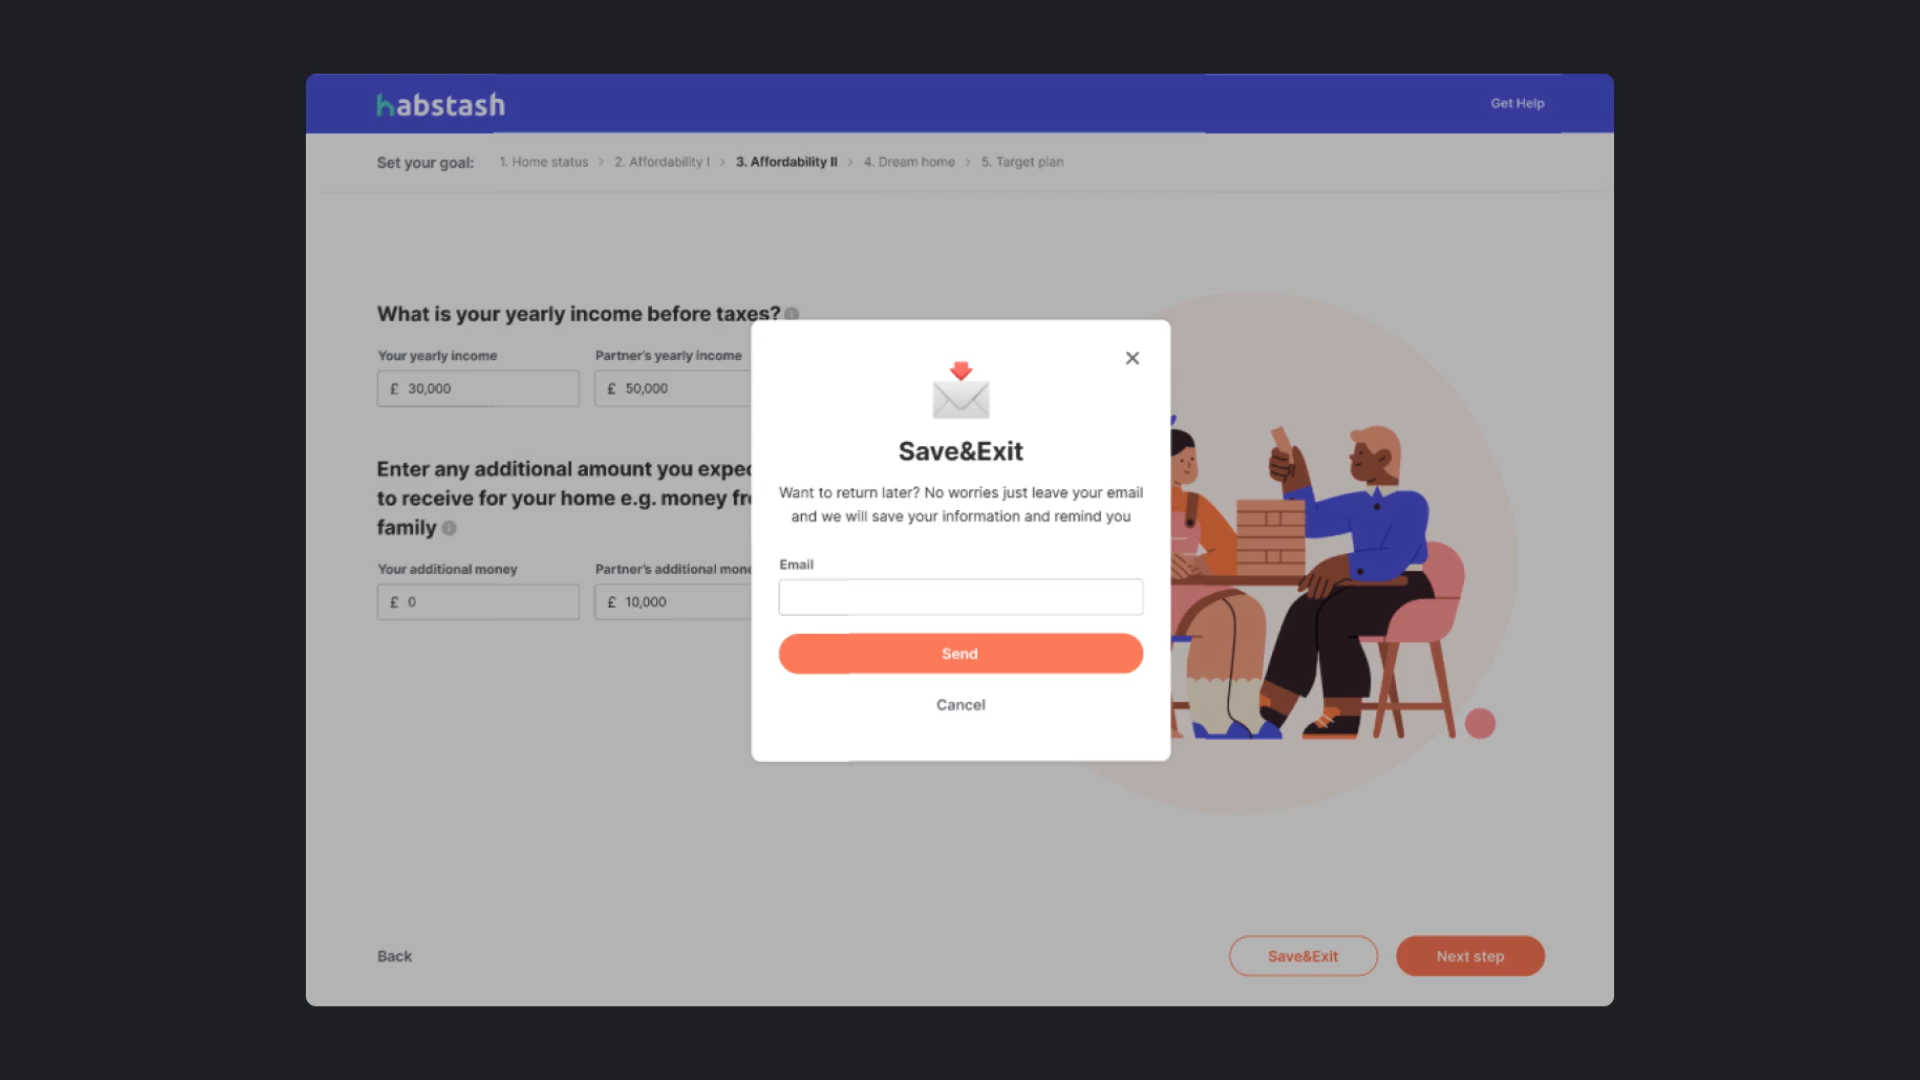 habstash
Get Help
Set your goal: 1. Home status > 2. Affordability I > 3. Affordability II > 4. Dream home > 5. Target plan
What is your yearly income before taxes?
Your yearly income
Partner's yearly income
£ 30,000
£ 50,000
Enter any additional amount you
to receive for your home e.g. money
family
Your additional money
Partner's additional
£ 0
£ 10,000
Save&Exit
Want to return later? No worries just leave your email
and we will save your information and remind you
Email
Send
Cancel
Back
Save&Exit
Next step